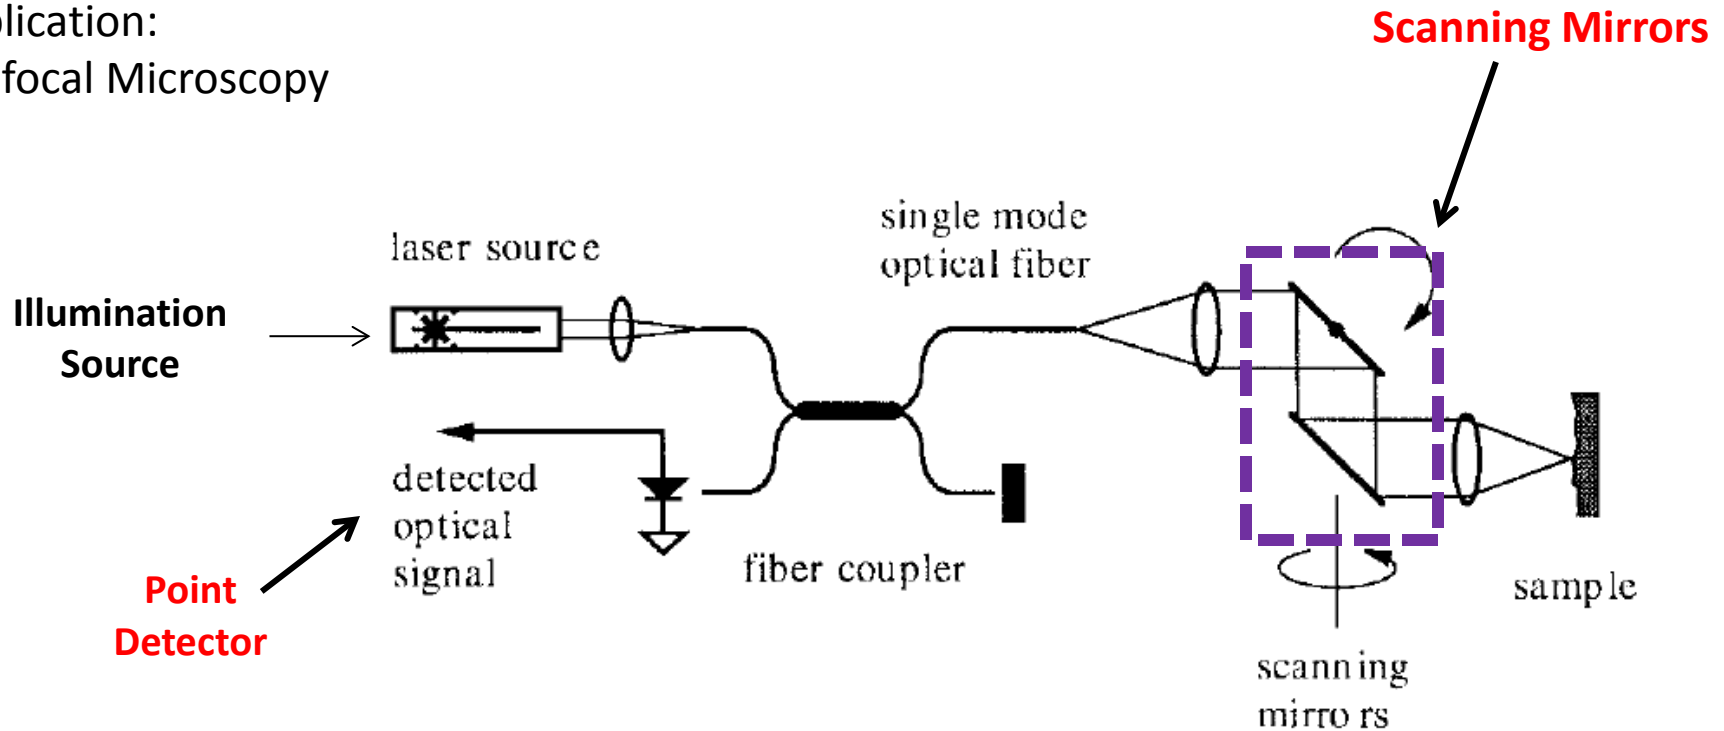 plication:
focal Microscopy
Scanning Mirrors
single mode
optical fiber
laser source
Illumination
Source
detected
optical
signal
fiber coupler
Point
Detector
sample
scanning
mirrors